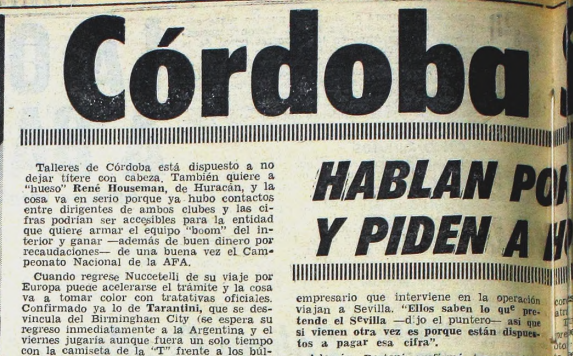 Córdoba
Talleres de Córdoba está dispuesto a no
dejar títere con cabeza. También quiere a
"hueso" René Houseman, de Huracán, y la
cosa va en serio porque ya hubo contactos
entre dirigentes de ambos clubes y las ci-
fras podrían ser accesibles para la entidad
que quiere armar el equipo "boom" del in-
terior y ganar —además de buen dinero por
recaudaciones— de una buena vez el Cam-
peonato Nacional de la AFA.
Cuando regrese Nuccetelli de su viaje por
Europa puede acelerarse el trámite y la cosa
va a tomar color con tratativas oficiales.
Confirmado ya lo de Tarantini, que se des-
vincula del Birmingham City (se espera su
regreso inmediatamente a la Argentina y el
viernes jugaría aunque fuera un solo tiempo
con la camiseta de la "T" frente a los búl-
HABLAN POR
Y PIDEN A
empresario que interviene en la operación
viajan a Sevilla. "Ellos saben lo que pre-
tende el Sevilla —dijo el puntero— así que
si vienen otra vez es porque están dispues-
tos a pagar esa cifra".